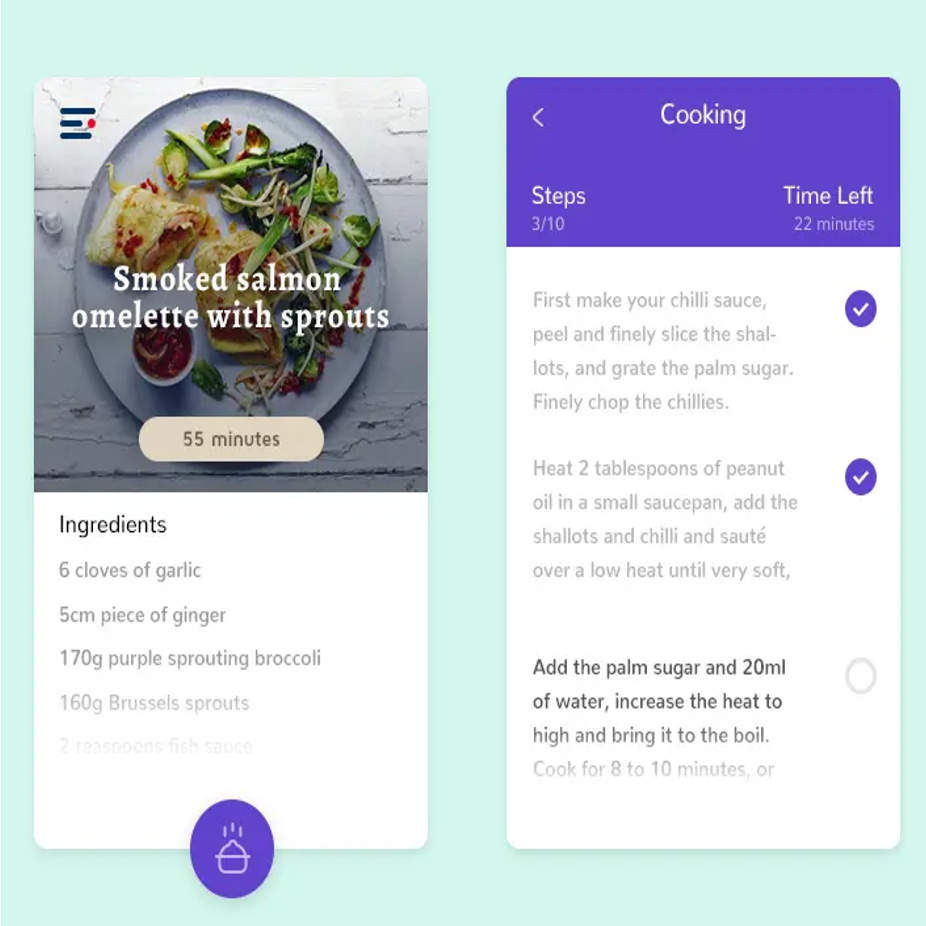 Smoked salmon
omelette with sprouts
55 minutes
Ingredients
6 cloves of garlic
5cm piece of ginger
170g purple sprouting broccoli
160g Brussels sprouts
2 teaspoons fish sauce
Cooking
Steps
Time Left
3/10
22 minutes
First make your chilli sauce,
peel and finely slice the shal-
lots, and grate the palm sugar.
Finely chop the chillies.
Heat 2 tablespoons of peanut
oil in a small saucepan, add the
shallots and chilli and sauté
over a low heat until very soft,
Add the palm sugar and 20ml
of water, increase the heat to
high and bring it to the boil.
Cook for 8 to 10 minutes, or